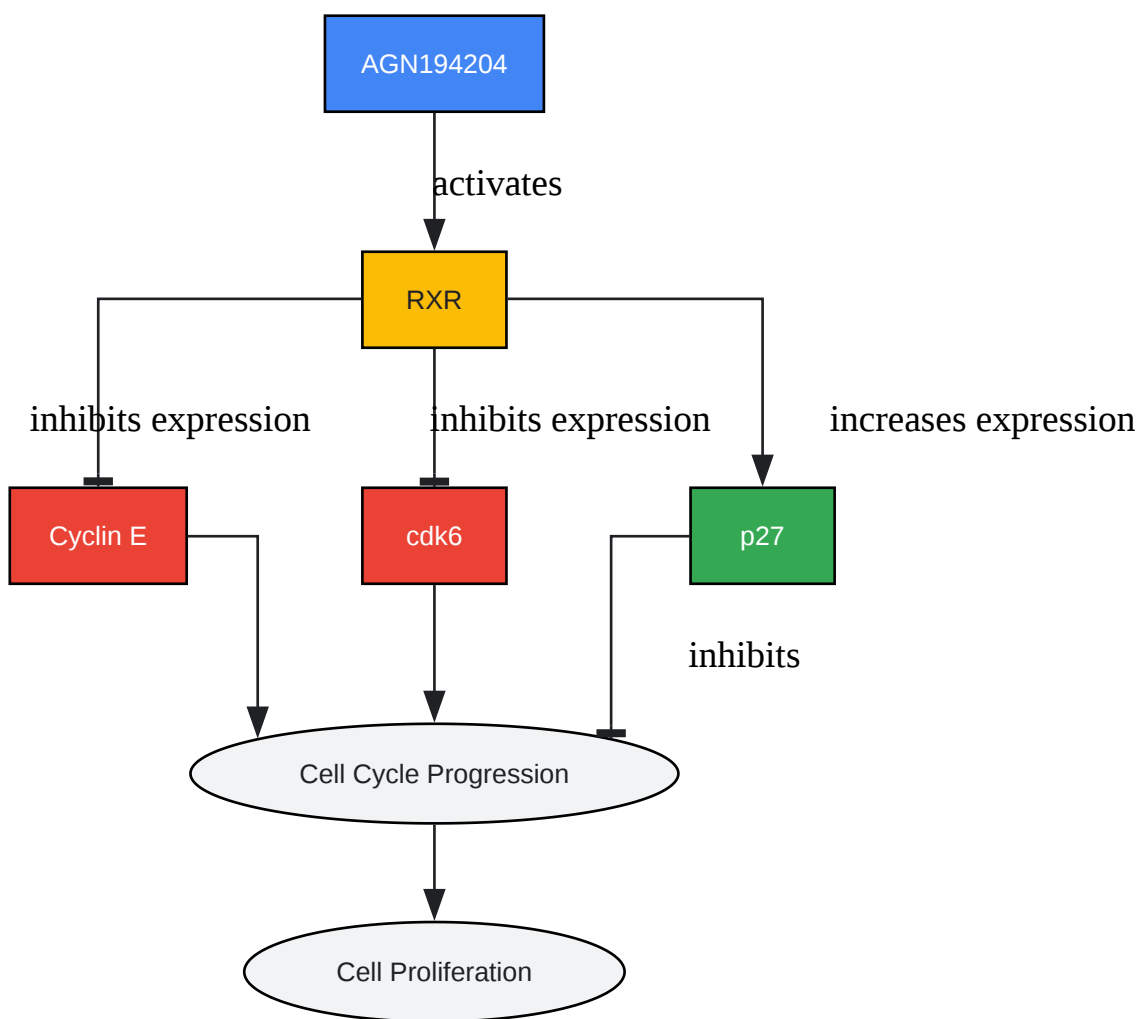 AGN194204
activates
RXR
inhibits expression
inhibits expression
increases expression
Cyclin E
cdk6
p27
inhibits
Cell Cycle Progression
Cell Proliferation